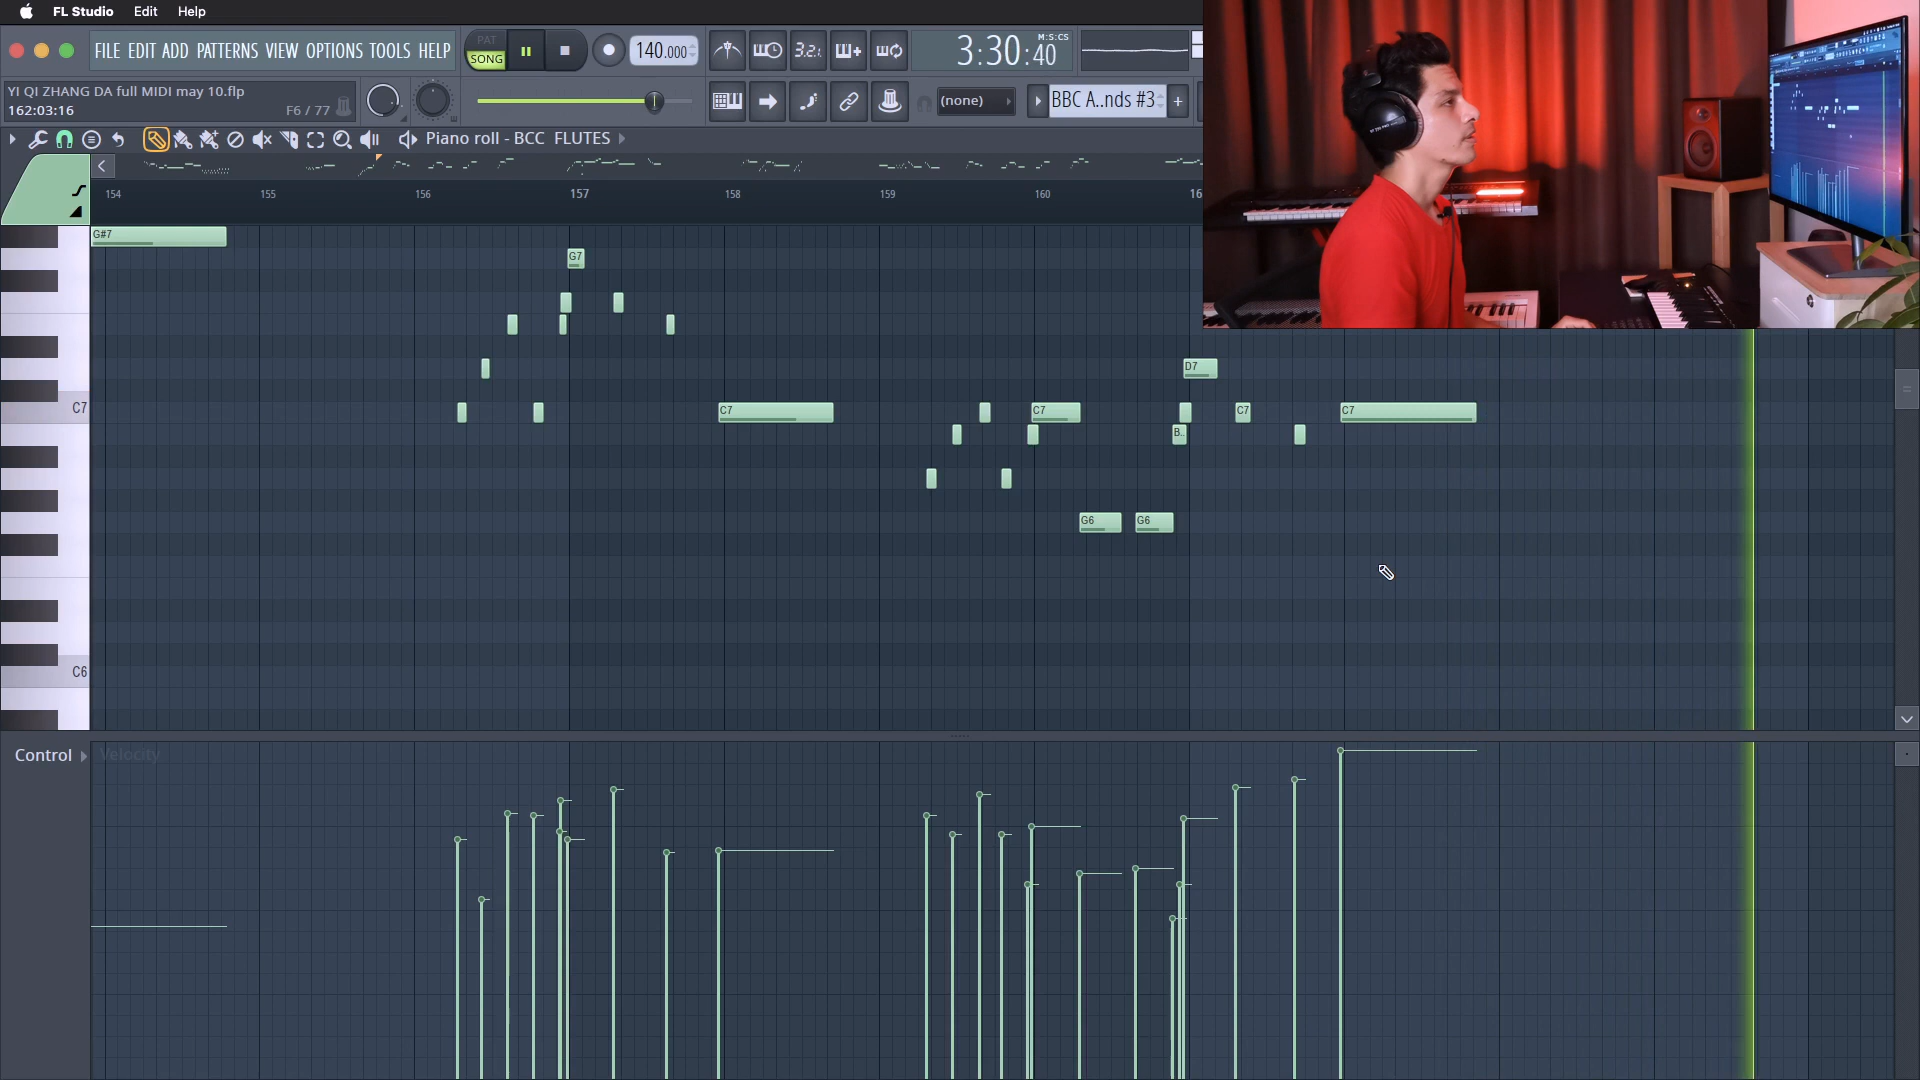 FL Studio Edit Help
FILE EDIT ADD PATTERNS VIEW OPTIONS TOOLS HELP
PAT
SONG
140.000
3.2.
M:S:CS
3:30:40
YI QI ZHANG DA full MIDI may 10.flp
162:03:16
F6 / 77
(none)
BBC A..nds #3
+
Piano roll - BCC FLUTES
154 155 156 157 158 159 160 16
G#7
G7
D7
C7
C7
C7
C7
C7
B..
G6
G6
C6
Control
Velocity